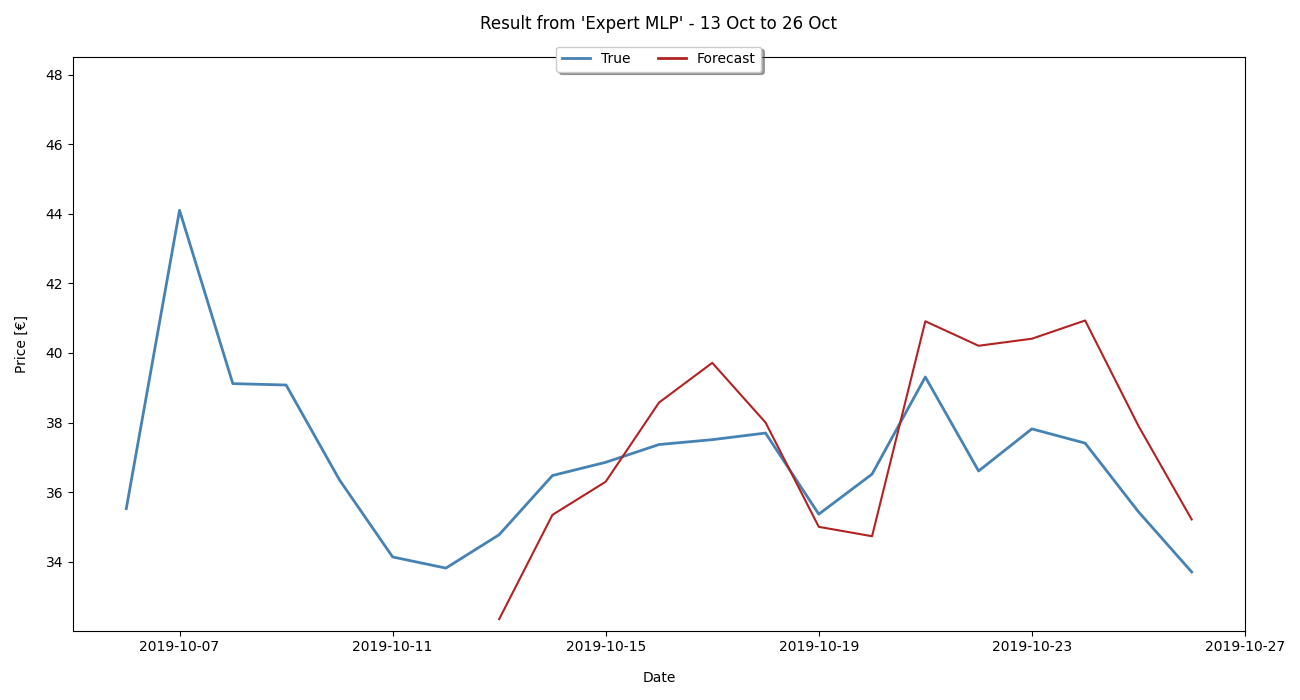 Result from 'Expert MLP' - 13 Oct to 26 Oct
True Forecast
48
46
44
42
40
38
36
34
Price [€]
2019-10-07 2019-10-11 2019-10-15 2019-10-19 2019-10-23 2019-10-27
Date